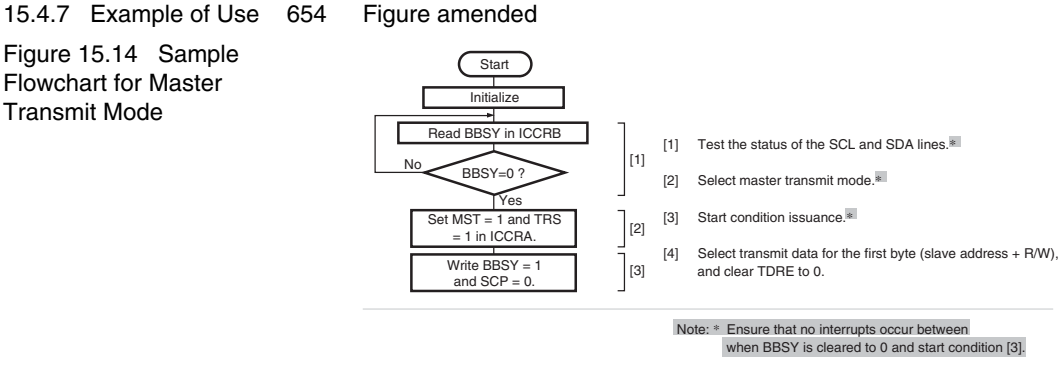 15.4.7 Example of Use 654 Figure amended
Figure 15.14 Sample
Flowchart for Master
Transmit Mode
Start
Initialize
Read BBSY in ICCRB
No
BBSY=0 ?
Yes
Set MST = 1 and TRS
= 1 in ICCRA.
Write BBSY = 1
and SCP = 0.
[1]
[2]
[3]
[1] Test the status of the SCL and SDA lines.*
[2] Select master transmit mode.*
[3] Start condition issuance.*
[4] Select transmit data for the first byte (slave address + R/W),
and clear TDRE to 0.
Note: * Ensure that no interrupts occur between
when BBSY is cleared to 0 and start condition [3].